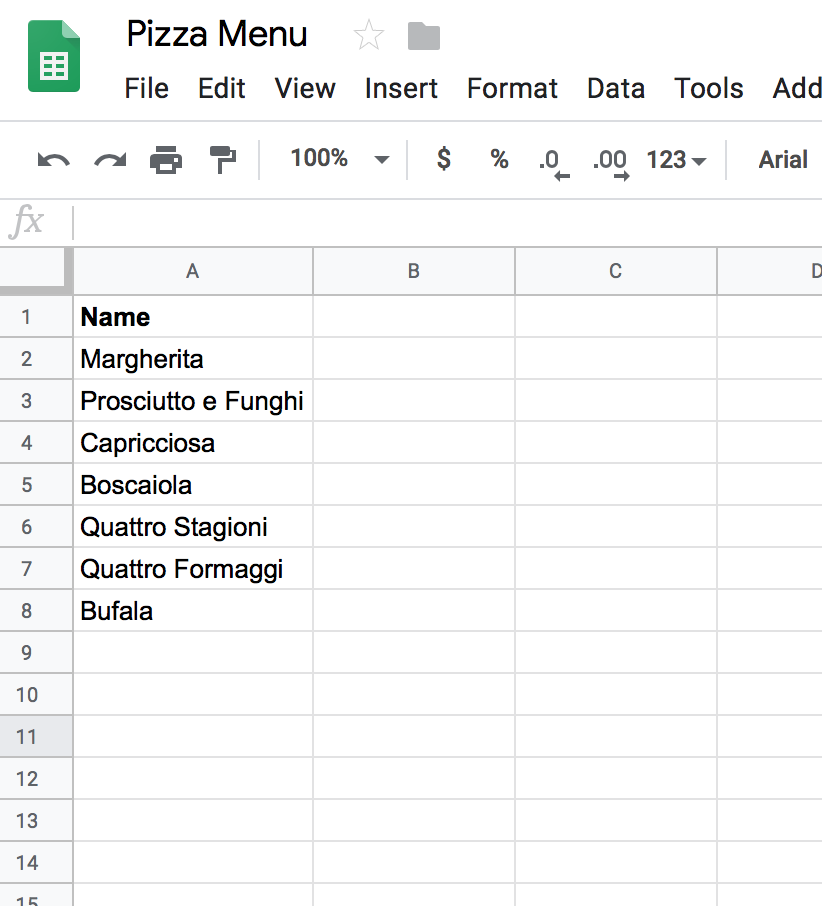 Pizza Menu
File Edit View Insert Format Data Tools Add
100% $ % .0 .00 123 Arial
fx
A B C D
1 Name
2 Margherita
3 Prosciutto e Funghi
4 Capricciosa
5 Boscaiola
6 Quattro Stagioni
7 Quattro Formaggi
8 Bufala
9
10
11
12
13
14
15